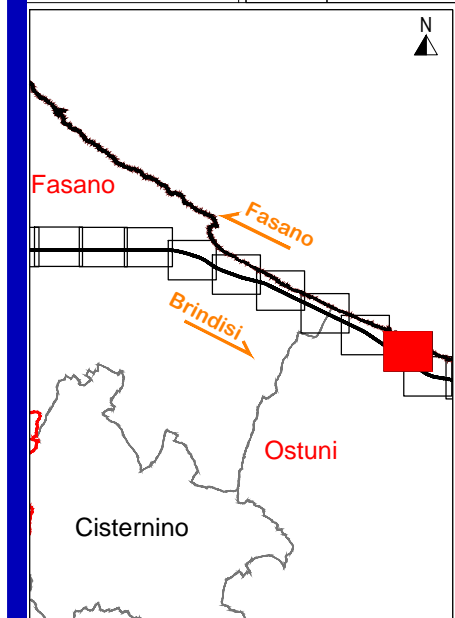 N
Fasano
Fasano
Brindisi
Ostuni
Cisternino